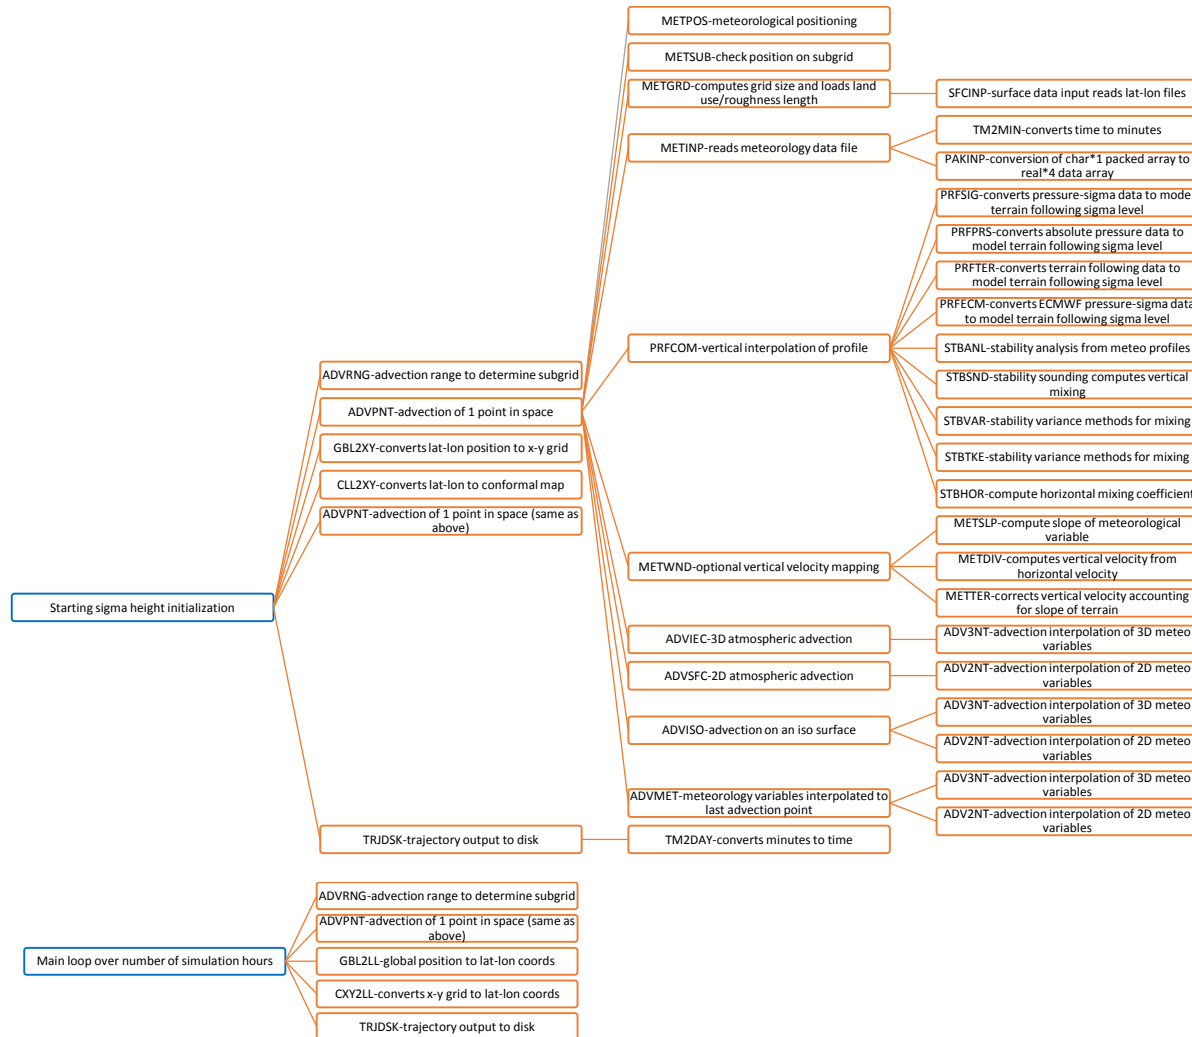 Starting sigma height initialization
ADVRNG-advection range to determine subgrid
ADVPNT-advection of 1 point in space
METPOS-meteorological positioning
METSUB-check position on subgrid
METGRD-computes grid size and loads land
use/roughness length
SFCINP-surface data input reads lat-lon files
METINP-reads meteorology data file
TM2MIN-converts time to minutes
PAKINP-conversion of char*1 packed array to
real*4 data array
PRFCOM-vertical interpolation of profile
PRFSIG-converts pressure-sigma data to mode
terrain following sigma level
PRFPRS-converts absolute pressure data to
model terrain following sigma level
PRFTER-converts terrain following data to
model terrain following sigma level
PRFECM-converts ECMWF pressure-sigma data
to model terrain following sigma level
STBANL-stability analysis from meteo profiles
STBSND-stability sounding computes vertical
mixing
STBVAR-stability variance methods for mixing
STBTKE-stability variance methods for mixing
STBHOR-compute horizontal mixing coefficient
METWND-optional vertical velocity mapping
METSLP-compute slope of meteorological
variable
METDIV-computes vertical velocity from
horizontal velocity
METTER-corrects vertical velocity accounting
for slope of terrain
ADVIEC-3D atmospheric advection
ADV3NT-advection interpolation of 3D meteo
variables
ADVSFC-2D atmospheric advection
ADV2NT-advection interpolation of 2D meteo
variables
ADVISO-advection on an iso surface
ADV3NT-advection interpolation of 3D meteo
variables
ADV2NT-advection interpolation of 2D meteo
variables
ADVMET-meteorology variables interpolated to
last advection point
ADV3NT-advection interpolation of 3D meteo
variables
ADV2NT-advection interpolation of 2D meteo
variables
GBL2XY-converts lat-lon position to x-y grid
CLL2XY-converts lat-lon to conformal map
ADVPNT-advection of 1 point in space (same as
above)
TRJDSK-trajectory output to disk
TM2DAY-converts minutes to time
Main loop over number of simulation hours
ADVRNG-advection range to determine subgrid
ADVPNT-advection of 1 point in space (same as
above)
GBL2LL-global position to lat-lon coords
CXY2LL-converts x-y grid to lat-lon coords
TRJDSK-trajectory output to disk